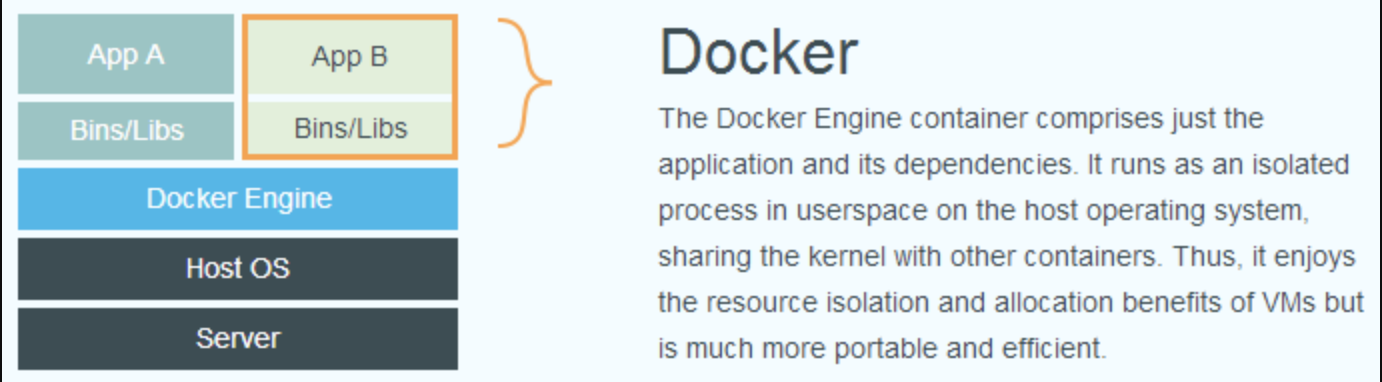 App A
App B
Bins/Libs
Bins/Libs
Docker Engine
Host OS
Server
Docker
The Docker Engine container comprises just the
application and its dependencies. It runs as an isolated
process in userspace on the host operating system,
sharing the kernel with other containers. Thus, it enjoys
the resource isolation and allocation benefits of VMs but
is much more portable and efficient.